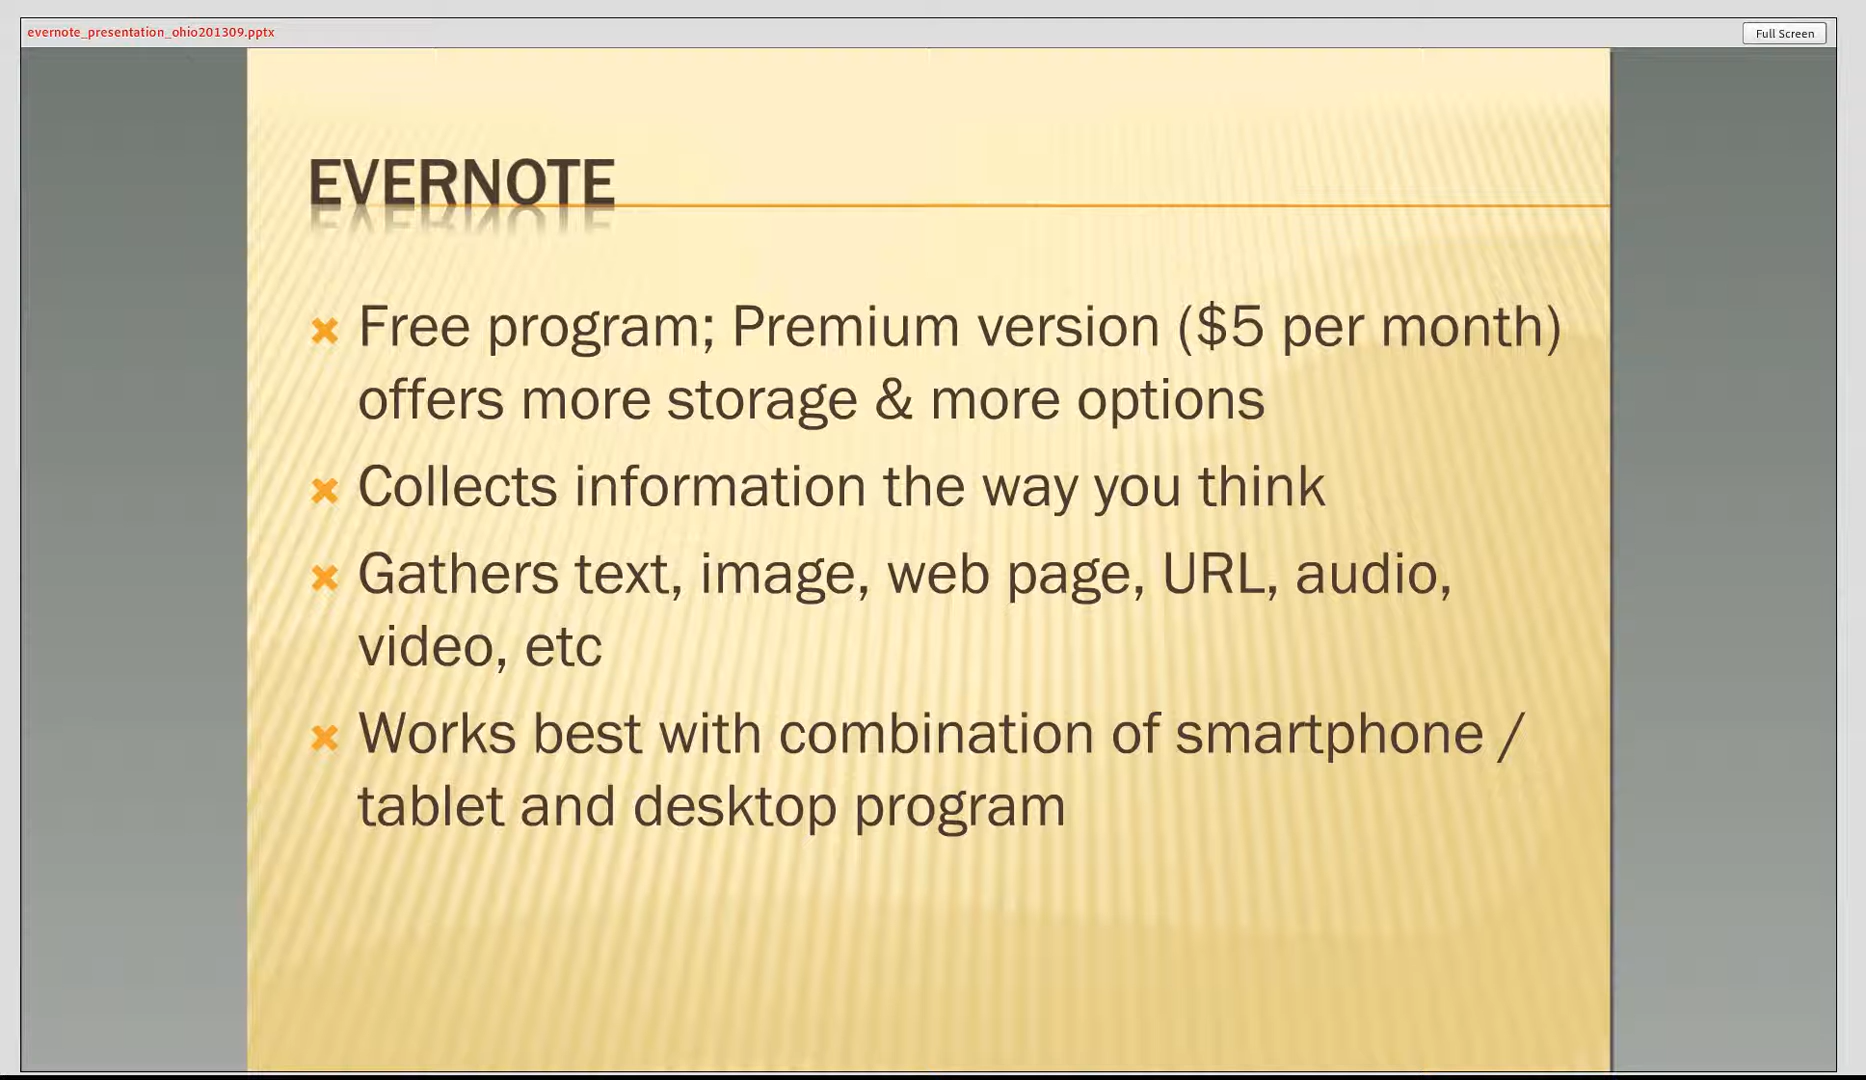 evernote_presentation_ohio201309.pptx
Full Screen
EVERNOTE
Free program; Premium version ($5 per month)
offers more storage & more options
Collects information the way you think
Gathers text, image, web page, URL, audio,
video, etc
Works best with combination of smartphone /
tablet and desktop program